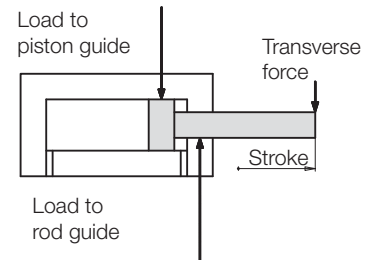 Load to
piston guide
Transverse
force
Stroke
Load to
rod guide